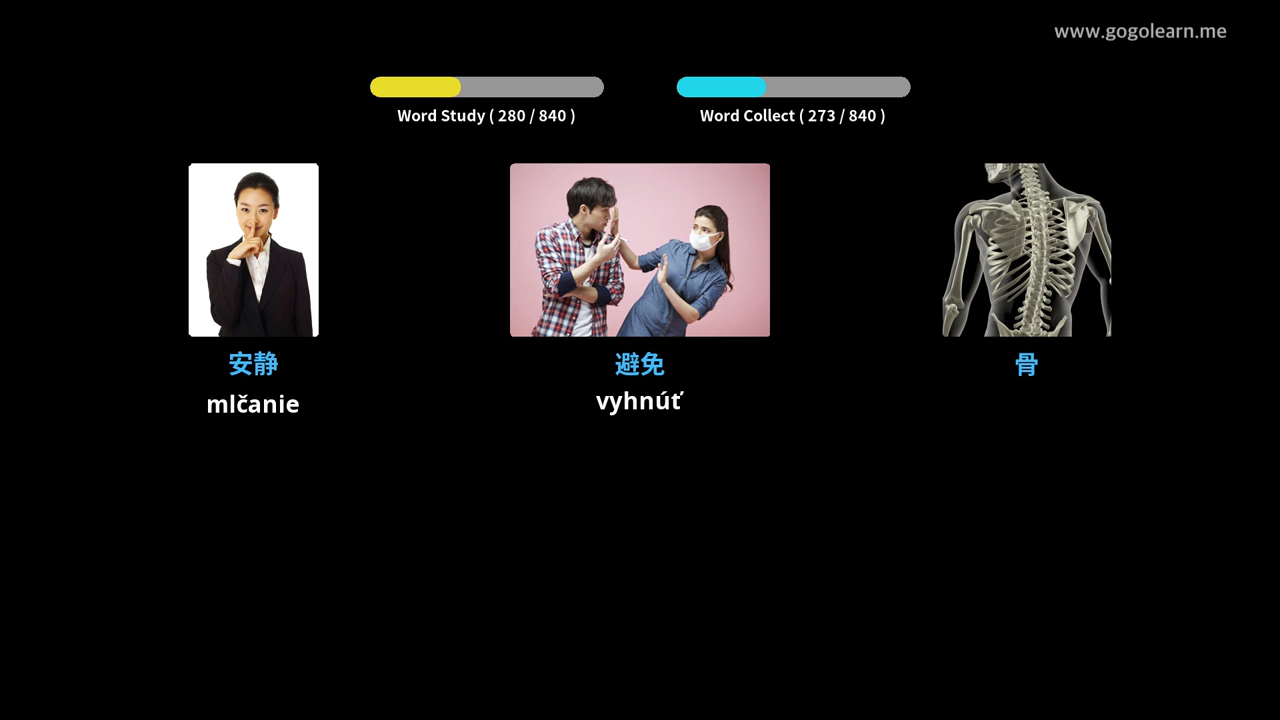 www.gogolearn.me
Word Study ( 280 / 840 )
Word Collect ( 273 / 840 )
安静
避免
骨
mlčanie
vyhnúť